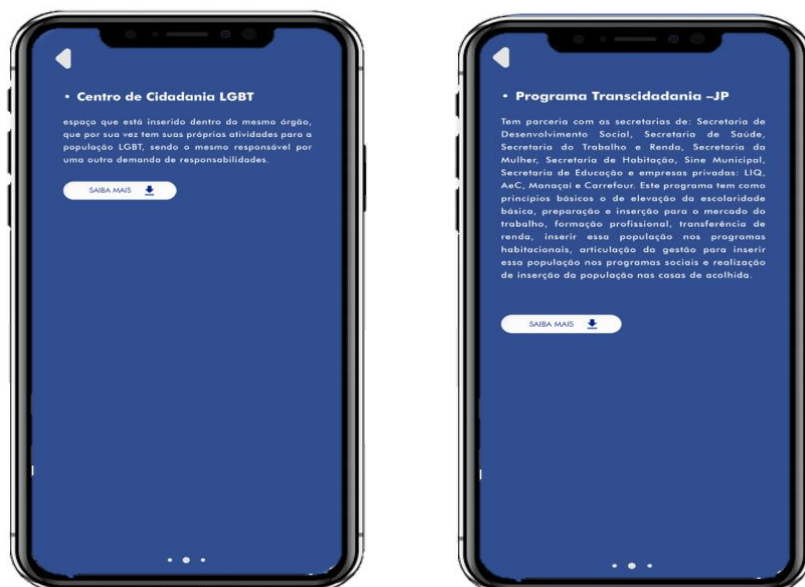 • Centro de Cidadania LGBT
espaço que está inserido dentro do mesmo órgão,
que por sua vez tem suas próprias atividades para a
população LGBT, sendo o mesmo responsável por
uma outra demanda de responsabilidades.
SAIBA MAIS
• Programa Transcidadania –JP
Tem parceria com as secretarias de: Secretaria de
Desenvolvimento Social, Secretaria de Saúde,
Secretaria do Trabalho e Renda, Secretaria da
Mulher, Secretaria de Habitação, Sine Municipal,
Secretaria de Educação e empresas privadas: LIQ,
AeC, Manaçaí e Carrefour. Este programa tem como
princípios básicos o de elevação da escolaridade
básica, preparação e inserção para o mercado do
trabalho, formação profissional, transferência de
renda, inserir essa população nos programas
habitacionais, articulação da gestão para inserir
essa população nos programas sociais e realização
de inserção da população nas casas de acolhida.
SAIBA MAIS